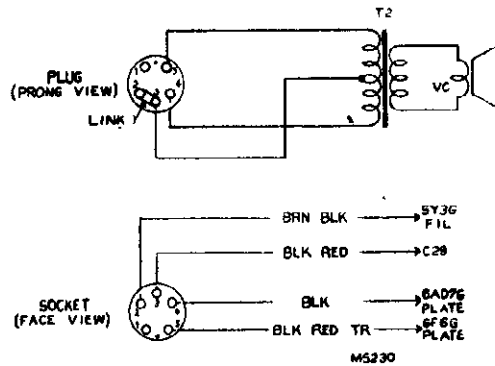 T2
PLUG
(PRONG VIEW)
LINK
VC
BRN BLK
5Y3G
FIL
BLK RED
C29
SOCKET
(FACE VIEW)
BLK
6AD7G
PLATE
BLK RED TR
6F6G
PLATE
M5230